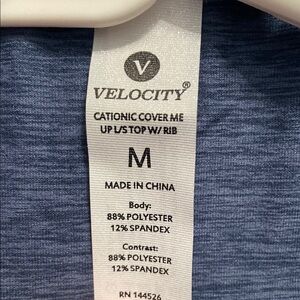 V
VELOCITY®
CATIONIC COVER ME
UP L/S TOP W/ RIB
M
MADE IN CHINA
Body:
88% POLYESTER
12% SPANDEX
Contrast:
88% POLYESTER
12% SPANDEX
RN 144526